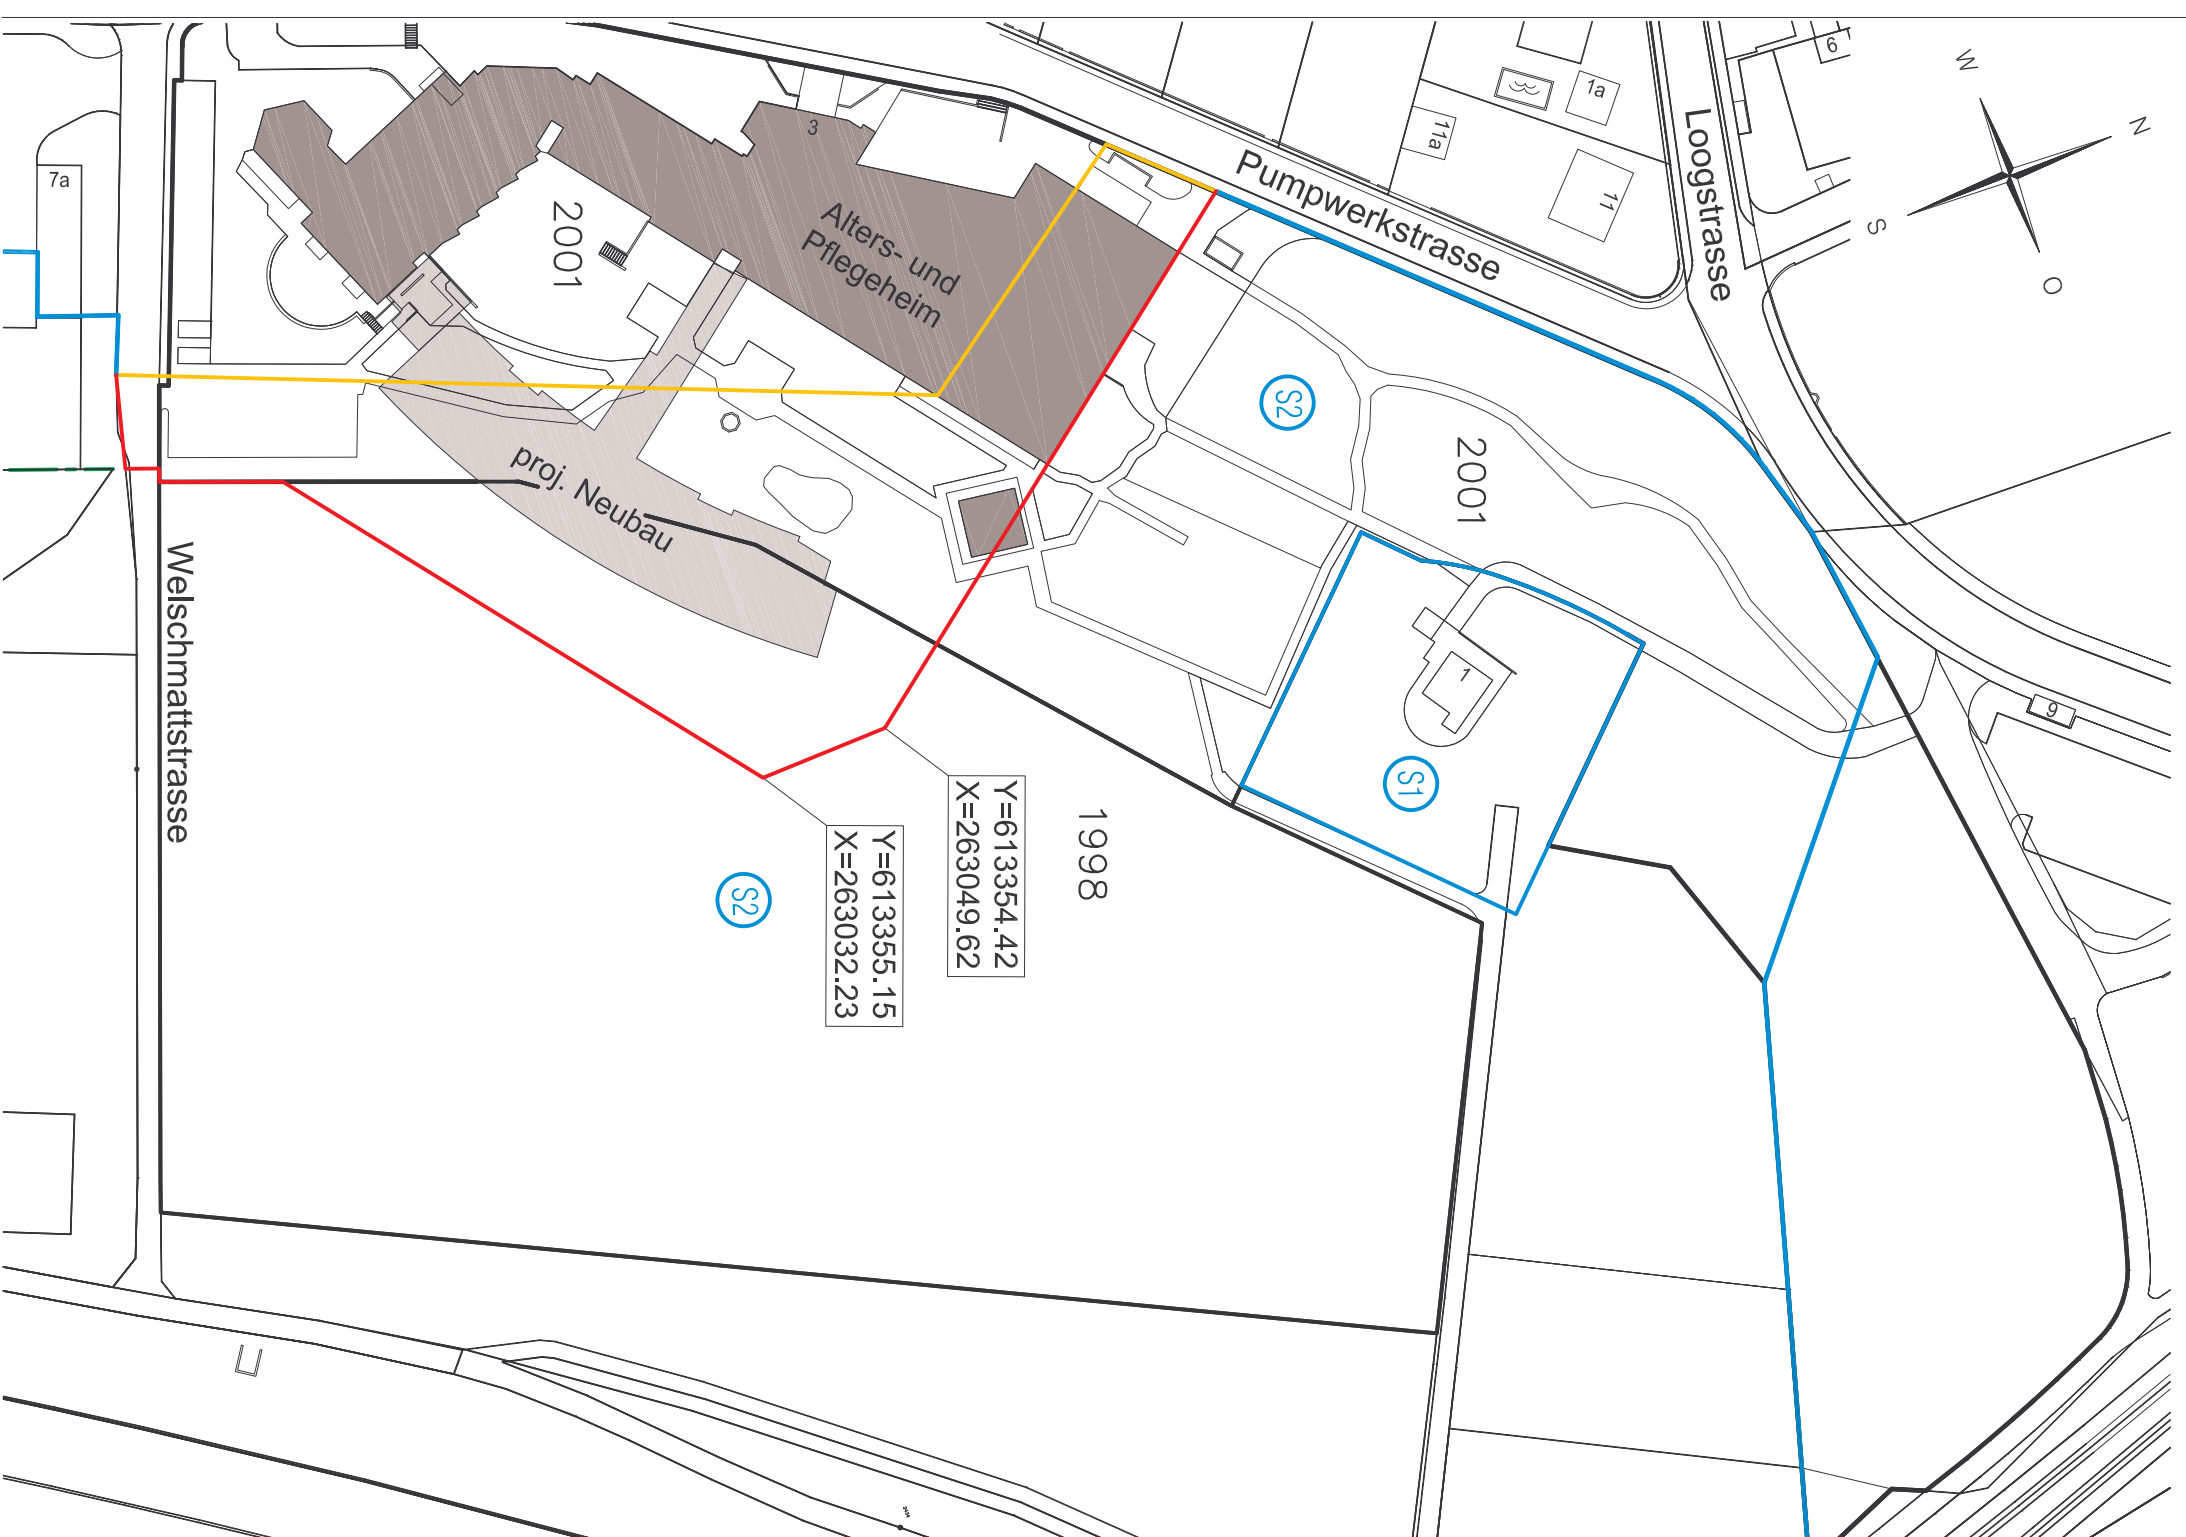 6
W
N
S
O
1a
11a
11
Loogstrasse
Pumpwerkstrasse
3
7a
2001
Alters- und
Pflegeheim
S2
2001
proj. Neubau
Welschmattstrasse
1
9
S1
Y=613354.42
X=263049.62
1998
Y=613355.15
X=263032.23
S2